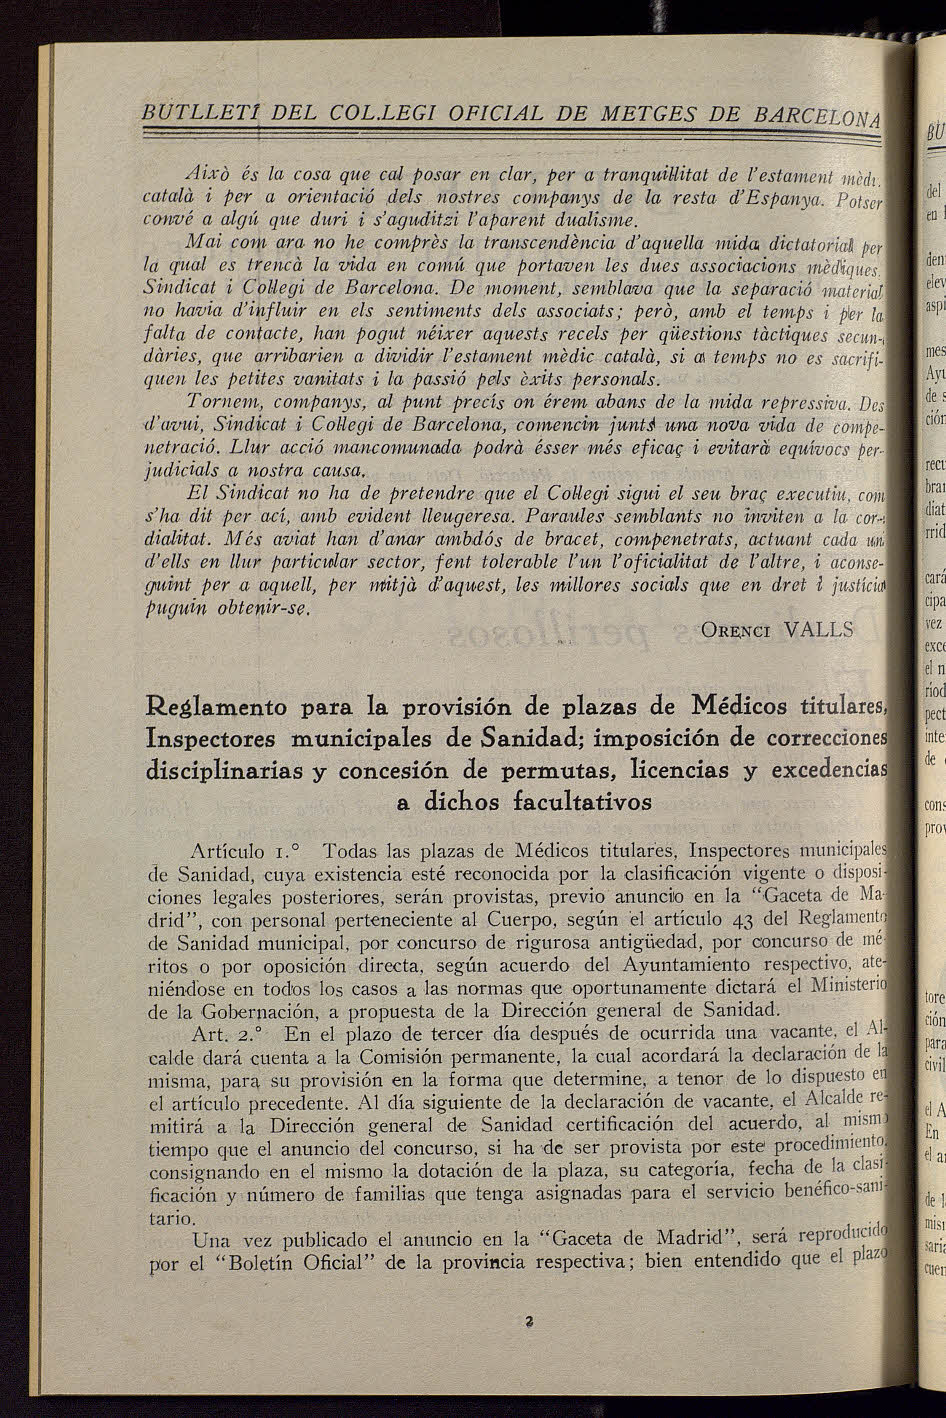 BUTLLETÍ DEL COL.LEGI OFICIAL DE METGES DE BARCELONA
Això és la cosa que cal posar en clar, per a tranquiŀlitat de l'estament mèdic
català i per a orientació dels nostres companys de la resta d'Espanya. Potser
convé a algú que duri i s'aguditzi l'aparent dualisme.
Mai com ara no he comprès la transcendència d'aquella mida dictatorial per
la qual es trencà la vida en comú que portaven les dues associacions mèdiques,
Sindicat i Coŀlegi de Barcelona. De moment, semblava que la separació material
no havia d'influir en els sentiments dels associats; però, amb el temps i per la
falta de contacte, han pogut néixer aquests recels per qüestions tàctiques secun-
dàries, que arribarien a dividir l'estament mèdic català, si a temps no es sacrifi-
quen les petites vanitats i la passió pels èxits personals.
Tornem, companys, al punt precís on érem abans de la mida repressiva. Des
d'avui, Sindicat i Coŀlegi de Barcelona, comencin junts una nova vida de compe-
netració. Llur acció mancomunada podrà ésser més eficaç i evitarà equívocs per-
judicials a nostra causa.
El Sindicat no ha de pretendre que el Coŀlegi sigui el seu braç executiu, com
s'ha dit per ací, amb evident lleugeresa. Paraules semblants no inviten a la cor-
dialitat. Més aviat han d'anar ambdós de bracet, compenetrats, actuant cada un
d'ells en llur particular sector, fent tolerable l'un l'oficialitat de l'altre, i aconse-
guint per a aquell, per mitjà d'aquest, les millores socials que en dret i justícia
puguin obtenir-se.
ORENCI VALLS
Reglamento para la provisión de plazas de Médicos titulares,
Inspectores municipales de Sanidad; imposición de correcciones
disciplinarias y concesión de permutas, licencias y excedencias
a dichos facultativos
Artículo 1.º Todas las plazas de Médicos titulares, Inspectores municipales
de Sanidad, cuya existencia esté reconocida por la clasificación vigente o disposi-
ciones legales posteriores, serán provistas, previo anuncio en la “Gaceta de Ma-
drid”, con personal perteneciente al Cuerpo, según el artículo 43 del Reglamento
de Sanidad municipal, por concurso de rigurosa antigüedad, por concurso de mé-
ritos o por oposición directa, según acuerdo del Ayuntamiento respectivo, ate-
niéndose en todos los casos a las normas que oportunamente dictará el Ministerio
de la Gobernación, a propuesta de la Dirección general de Sanidad.
Art. 2.º En el plazo de tercer día después de ocurrida una vacante, el Al-
calde dará cuenta a la Comisión permanente, la cual acordará la declaración de la
misma, para su provisión en la forma que determine, a tenor de lo dispuesto en
el artículo precedente. Al día siguiente de la declaración de vacante, el Alcalde re-
mitirá a la Dirección general de Sanidad certificación del acuerdo, al mismo
tiempo que el anuncio del concurso, si ha de ser provista por este procedimiento,
consignando en el mismo la dotación de la plaza, su categoría, fecha de la clasi-
ficación y número de familias que tenga asignadas para el servicio benéfico-sani-
tario.
Una vez publicado el anuncio en la “Gaceta de Madrid”, será reproducido
por el “Boletín Oficial” de la provincia respectiva; bien entendido que el plazo
2